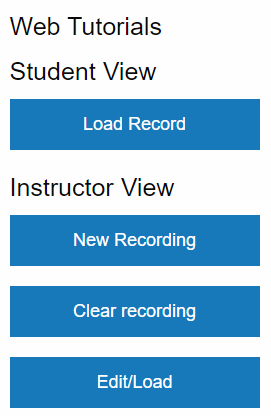 Web Tutorials
Student View
Load Record
Instructor View
New Recording
Clear recording
Edit/Load